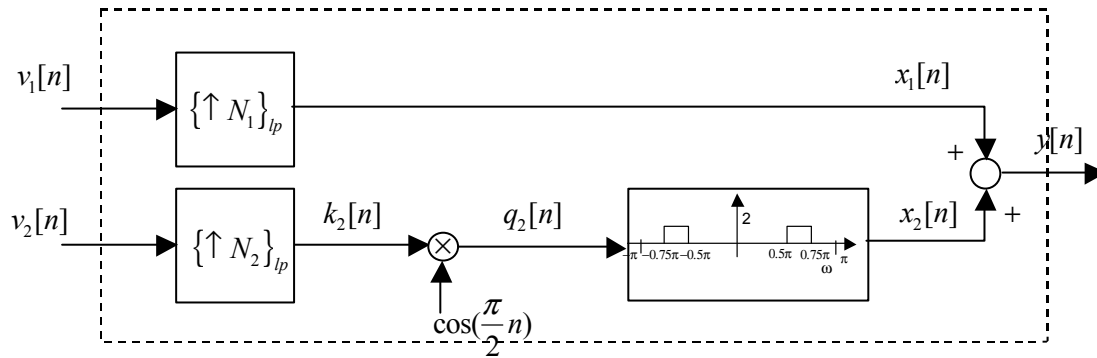 v₁[n]
{↑ N₁}ₗₚ
x₁[n]
+
y[n]
v₂[n]
{↑ N₂}ₗₚ
k₂[n]
×
q₂[n]
2
−π −0.75π −0.5π 0.5π 0.75π π
ω
x₂[n]
+
cos(π/2 n)